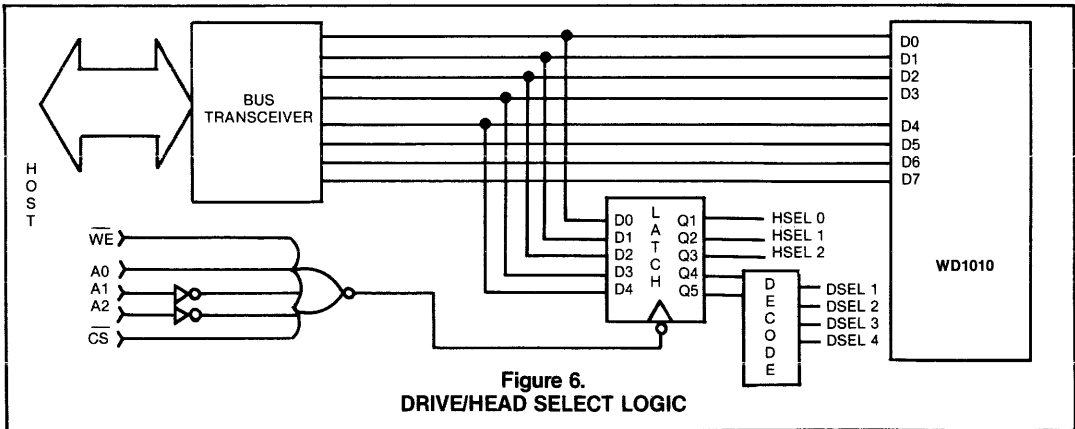 BUS
TRANSCEIVER
HOST
D0
D1
D2
D3
D4
D5
D6
D7
WD1010
W̅E̅
A0
A1
A2
C̅S̅
D0
D1
D2
D3
D4
LATCH
Q1
Q2
Q3
Q4
Q5
HSEL 0
HSEL 1
HSEL 2
DECODE
DSEL 1
DSEL 2
DSEL 3
DSEL 4
Figure 6.
DRIVE/HEAD SELECT LOGIC